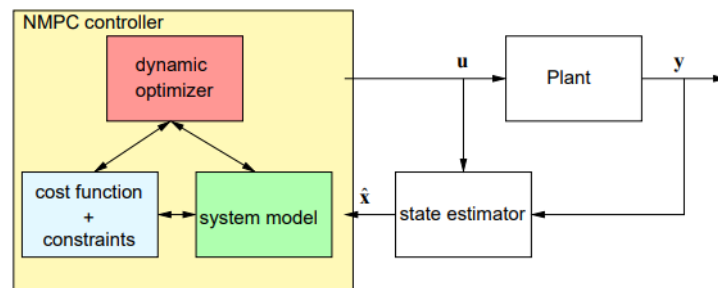 NMPC controller
dynamic
optimizer
u
Plant
y
cost function
+
constraints
system model
x̂
state estimator